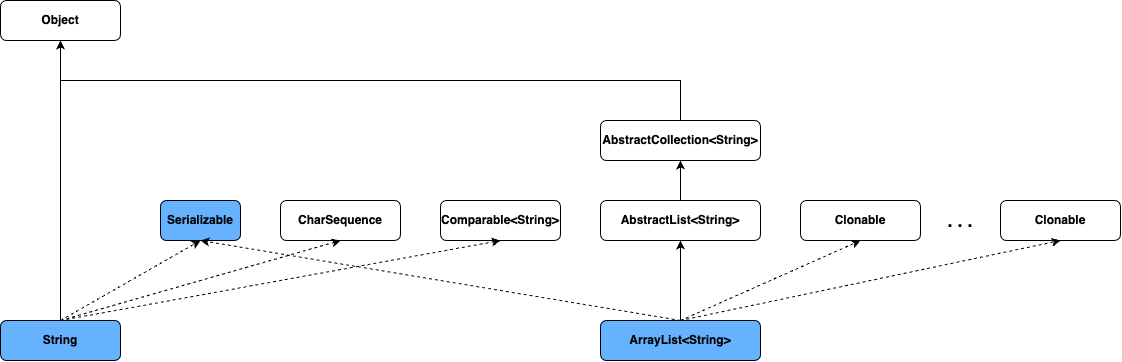 Object
AbstractCollection<String>
Serializable
CharSequence
Comparable<String>
AbstractList<String>
Clonable
. . .
Clonable
String
ArrayList<String>